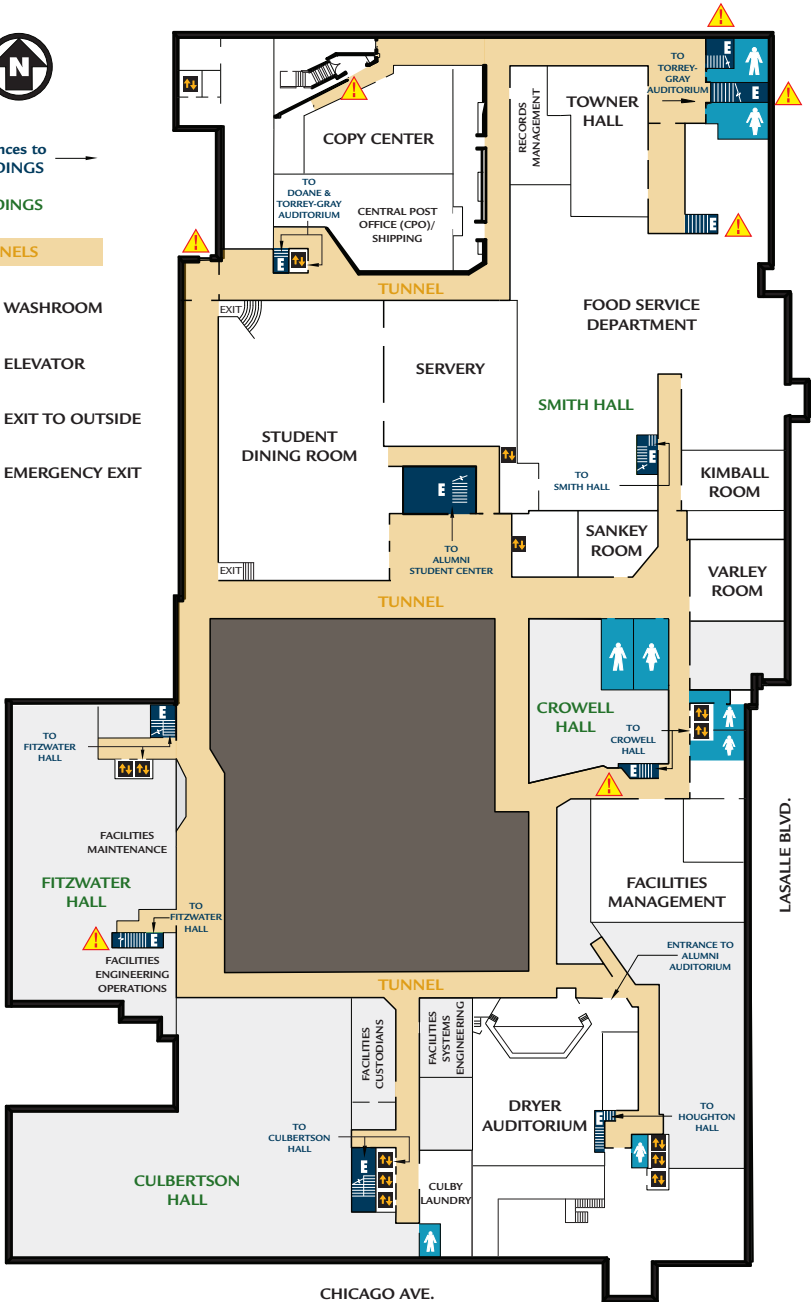 N
nces to
DINGS
DINGS
NELS
WASHROOM
ELEVATOR
EXIT TO OUTSIDE
EMERGENCY EXIT
E
TO
TORREY-
GRAY
AUDITORIUM
E
TOWNER
HALL
RECORDS
MANAGEMENT
COPY CENTER
TO
DOANE &
TORREY-GRAY
AUDITORIUM
CENTRAL POST
OFFICE (CPO)/
SHIPPING
E
E
TUNNEL
EXIT
FOOD SERVICE
DEPARTMENT
SERVERY
SMITH HALL
STUDENT
DINING ROOM
E
E
TO
SMITH HALL
KIMBALL
ROOM
SANKEY
ROOM
TO
ALUMNI
STUDENT CENTER
EXIT
VARLEY
ROOM
TUNNEL
CROWELL
HALL
TO
CROWELL
HALL
E
E
TO
FITZWATER
HALL
FACILITIES
MAINTENANCE
FITZWATER
HALL
TO
FITZWATER
HALL
E
FACILITIES
ENGINEERING
OPERATIONS
FACILITIES
MANAGEMENT
LASALLE BLVD.
ENTRANCE TO
ALUMNI
AUDITORIUM
TUNNEL
FACILITIES
CUSTODIANS
FACILITIES
SYSTEMS
ENGINEERING
DRYER
AUDITORIUM
E
TO
HOUGHTON
HALL
TO
CULBERTSON
HALL
E
CULBERTSON
HALL
CULBY
LAUNDRY
CHICAGO AVE.